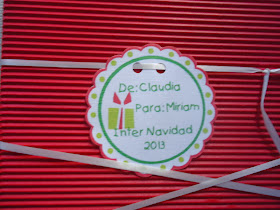 De: Claudia
Para: Miriam
Inter Navidad
2013